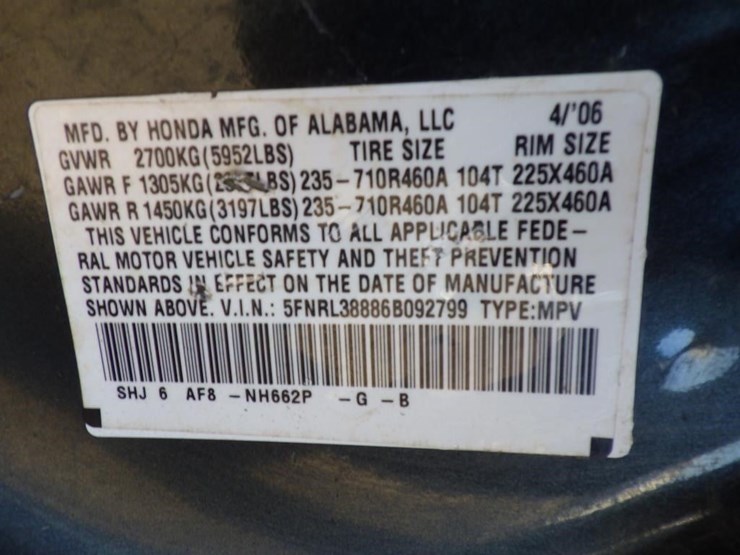 MFD. BY HONDA MFG. OF ALABAMA, LLC 4/'06
GVWR 2700KG(5952LBS) TIRE SIZE RIM SIZE
GAWR F 1305KG( LBS) 235-710R460A 104T 225X460A
GAWR R 1450KG(3197LBS) 235-710R460A 104T 225X460A
THIS VEHICLE CONFORMS TO ALL APPLICABLE FEDE-
RAL MOTOR VEHICLE SAFETY AND THEFT PREVENTION
STANDARDS IN EFFECT ON THE DATE OF MANUFACTURE
SHOWN ABOVE. V.I.N.: 5FNRL38886B092799 TYPE:MPV
SHJ 6 AF8 -NH662P -G -B